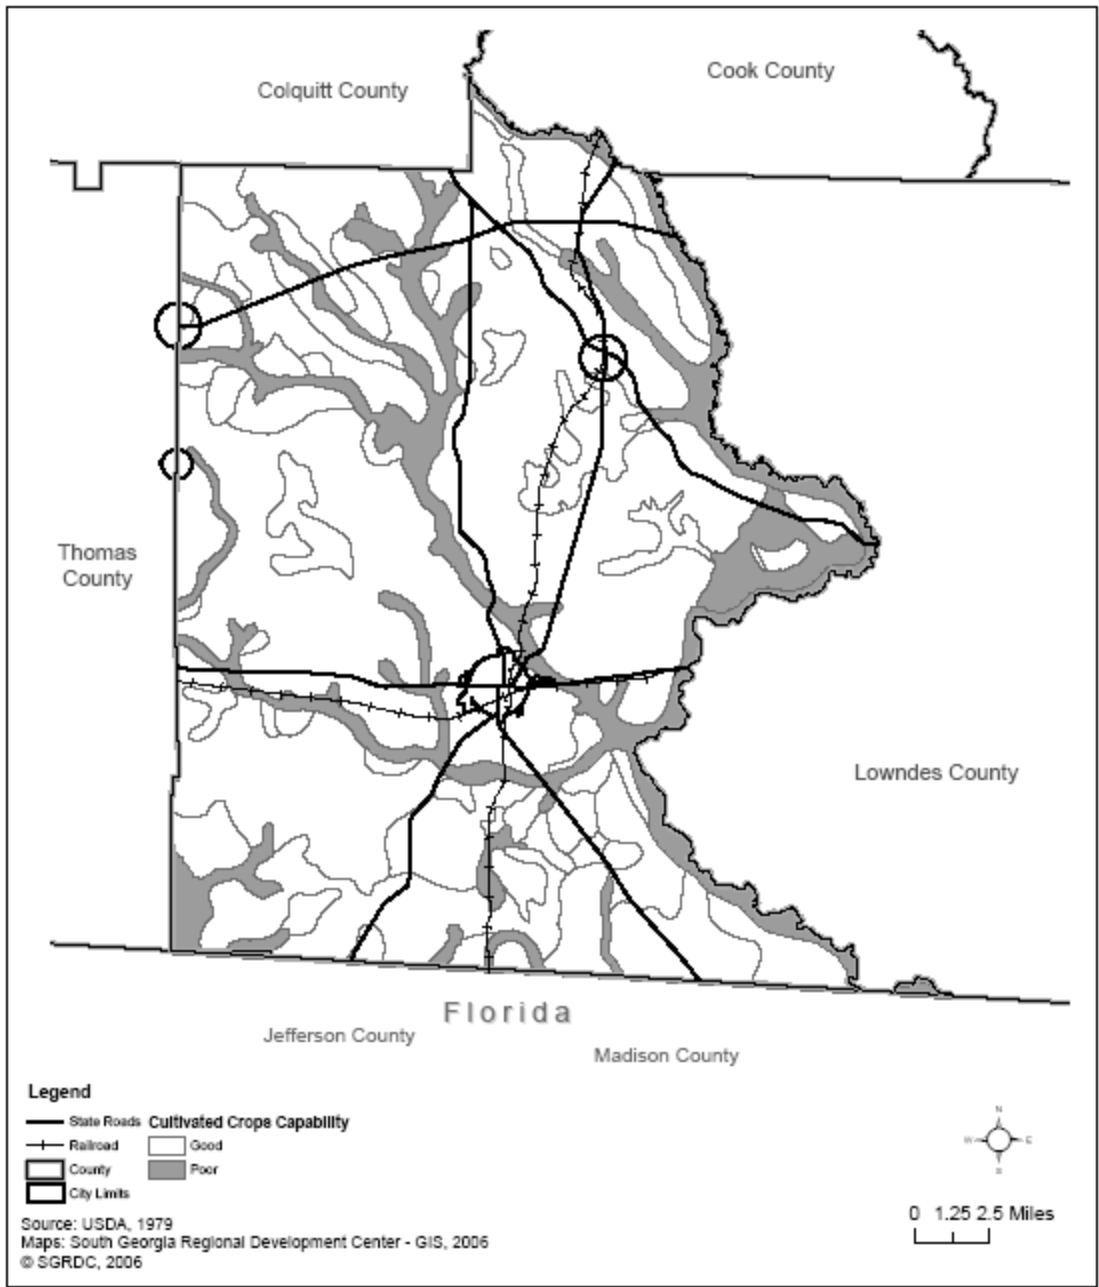 Colquitt County
Cook County
Thomas
County
Lowndes County
Florida
Jefferson County
Madison County
Legend
State Roads
Railroad
County
City Limits
Cultivated Crops Capability
Good
Poor
N
W
E
S
0 1.25 2.5 Miles
Source: USDA, 1979
Maps: South Georgia Regional Development Center - GIS, 2006
© SGRDC, 2006